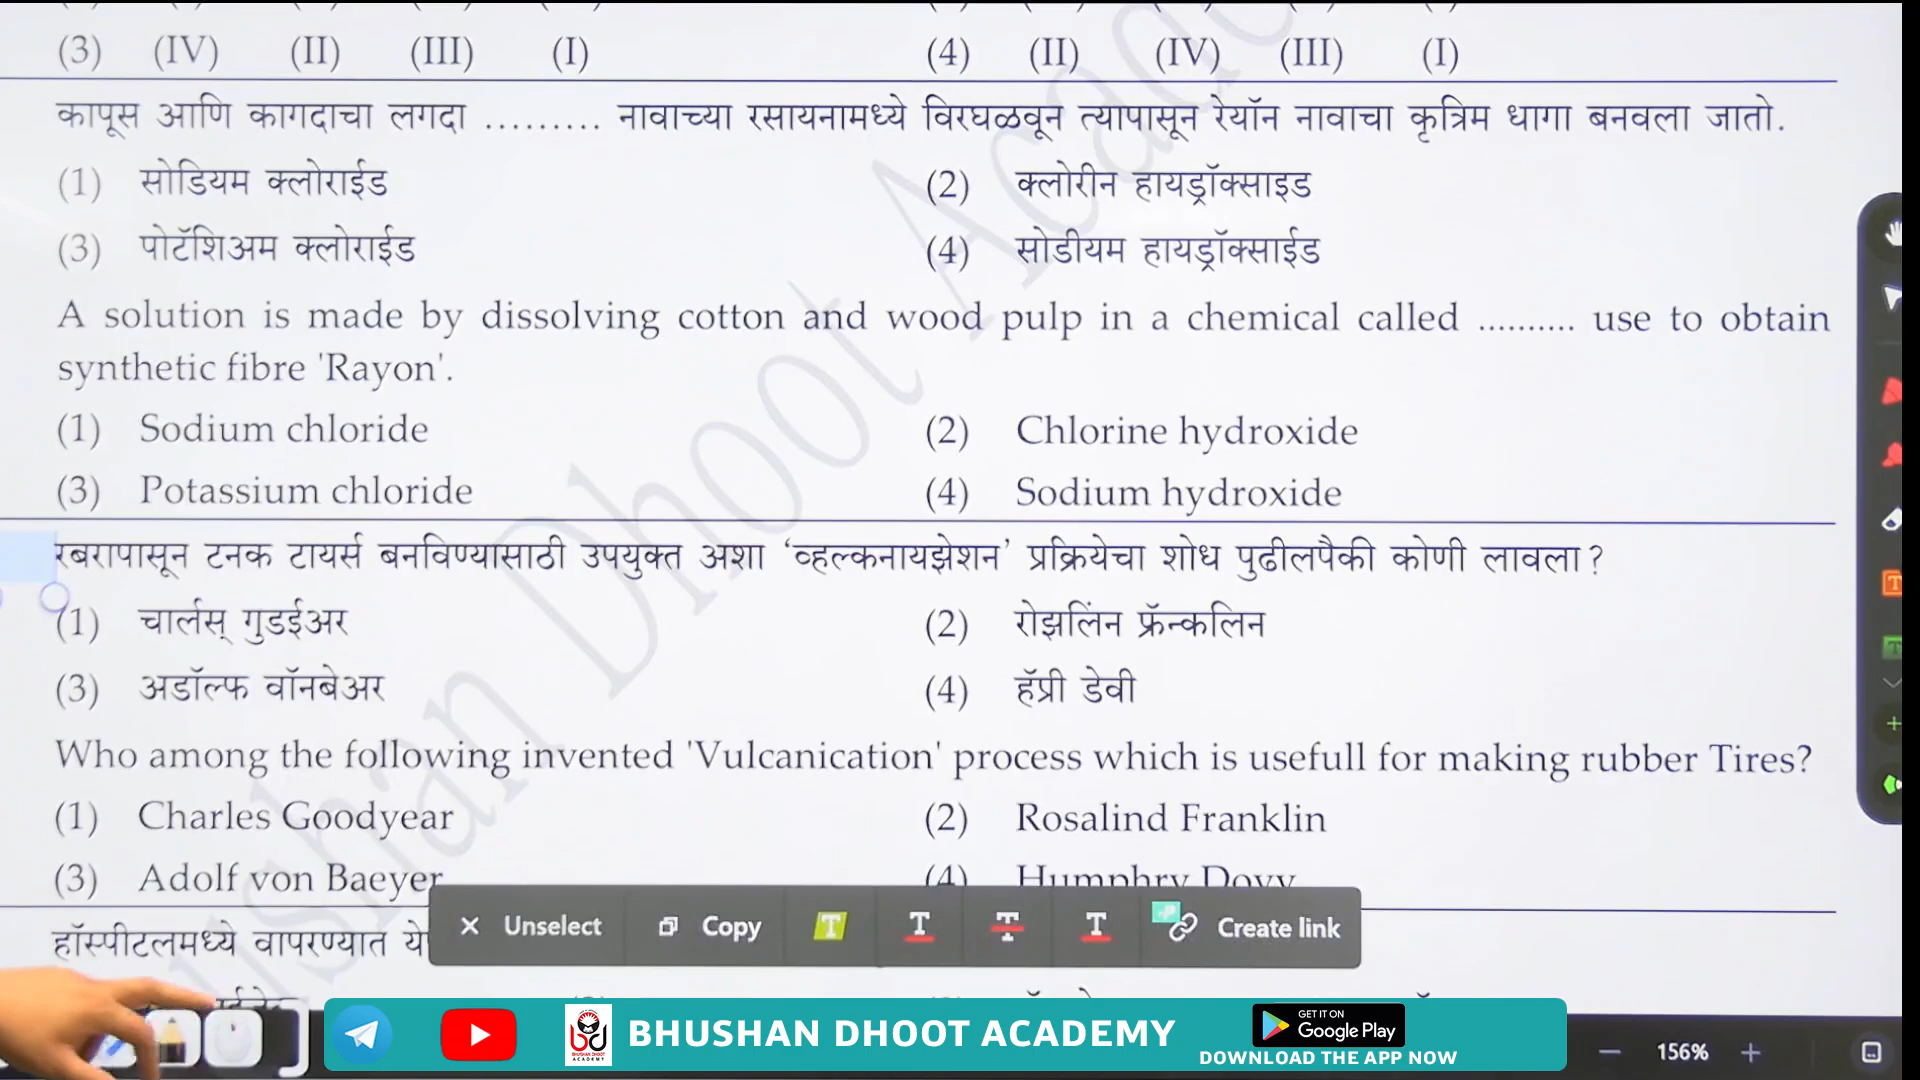 (3) (IV) (II) (III) (I) (4) (II) (IV) (III) (I)
कापूस आणि कागदाचा लगदा ......... नावाच्या रसायनामध्ये विरघळवून त्यापासून रेयॉन नावाचा कृत्रिम धागा बनवला जातो.
(1) सोडियम क्लोराईड (2) क्लोरीन हायड्रॉक्साइड
(3) पोटॅशिअम क्लोराईड (4) सोडीयम हायड्रॉक्साईड
A solution is made by dissolving cotton and wood pulp in a chemical called .......... use to obtain
synthetic fibre 'Rayon'.
(1) Sodium chloride (2) Chlorine hydroxide
(3) Potassium chloride (4) Sodium hydroxide
रबरापासून टनक टायर्स बनविण्यासाठी उपयुक्त अशा ‘व्हल्कनायझेशन’ प्रक्रियेचा शोध पुढीलपैकी कोणी लावला?
(1) चार्लस् गुडईअर (2) रोझलिंन फ्रॅन्कलिन
(3) अडॉल्फ वॉनबेअर (4) हॅप्री डेवी
Who among the following invented 'Vulcanication' process which is usefull for making rubber Tires?
(1) Charles Goodyear (2) Rosalind Franklin
(3) Adolf von Baeyer (4) Humphry Dovy
हॉस्पीटलमध्ये वापरण्यात
Unselect Copy T T T T Create link
BHUSHAN DHOOT ACADEMY
BHUSHAN DHOOT
ACADEMY
GET IT ON
Google Play
DOWNLOAD THE APP NOW
156%
Bhushan Dhoot